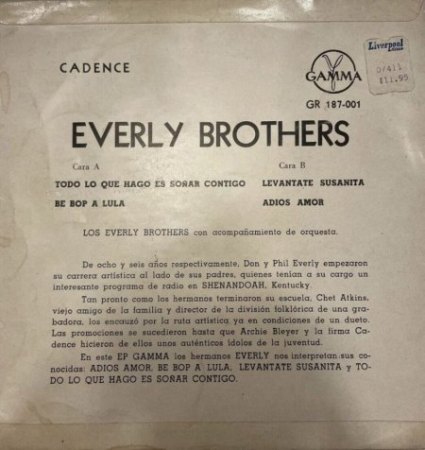 Liverpool
CADENCE
GAMMA
$11.95
GR 187-001
EVERLY BROTHERS
Cara A
Cara B
TODO LO QUE HAGO ES SOÑAR CONTIGO
LEVANTATE SUSANITA
BE BOP A LULA
ADIOS AMOR
LOS EVERLY BROTHERS con acompañamiento de orquesta.
De ocho y seis año respectivamente, Don y Phil Everly empezaron
su carrera artística al lado de sus padres, quienes tenían a su cargo un
interesante programa de radio en SHENANDOAH, Kentucky.
Tan pronto como los hermanos terminaron su escuela, Chet Atkins,
viejo amigo de la familia y director de la división folklórica de una gra-
badora, los encauzó por la ruta artística ya en condiciones de un dueto.
Las promociones se sucedieron hasta que Archie Bleyer y la firma Ca-
dence hicieron de ellos unos auténticos ídolos de la juventud.
En este EP GAMMA los hermanos EVERLY nos interpretan sus co-
nocidas: ADIOS AMOR, BE BOP A LULA, LEVANTATE SUSANITA y TO-
DO LO QUE HAGO ES SOÑAR CONTIGO.